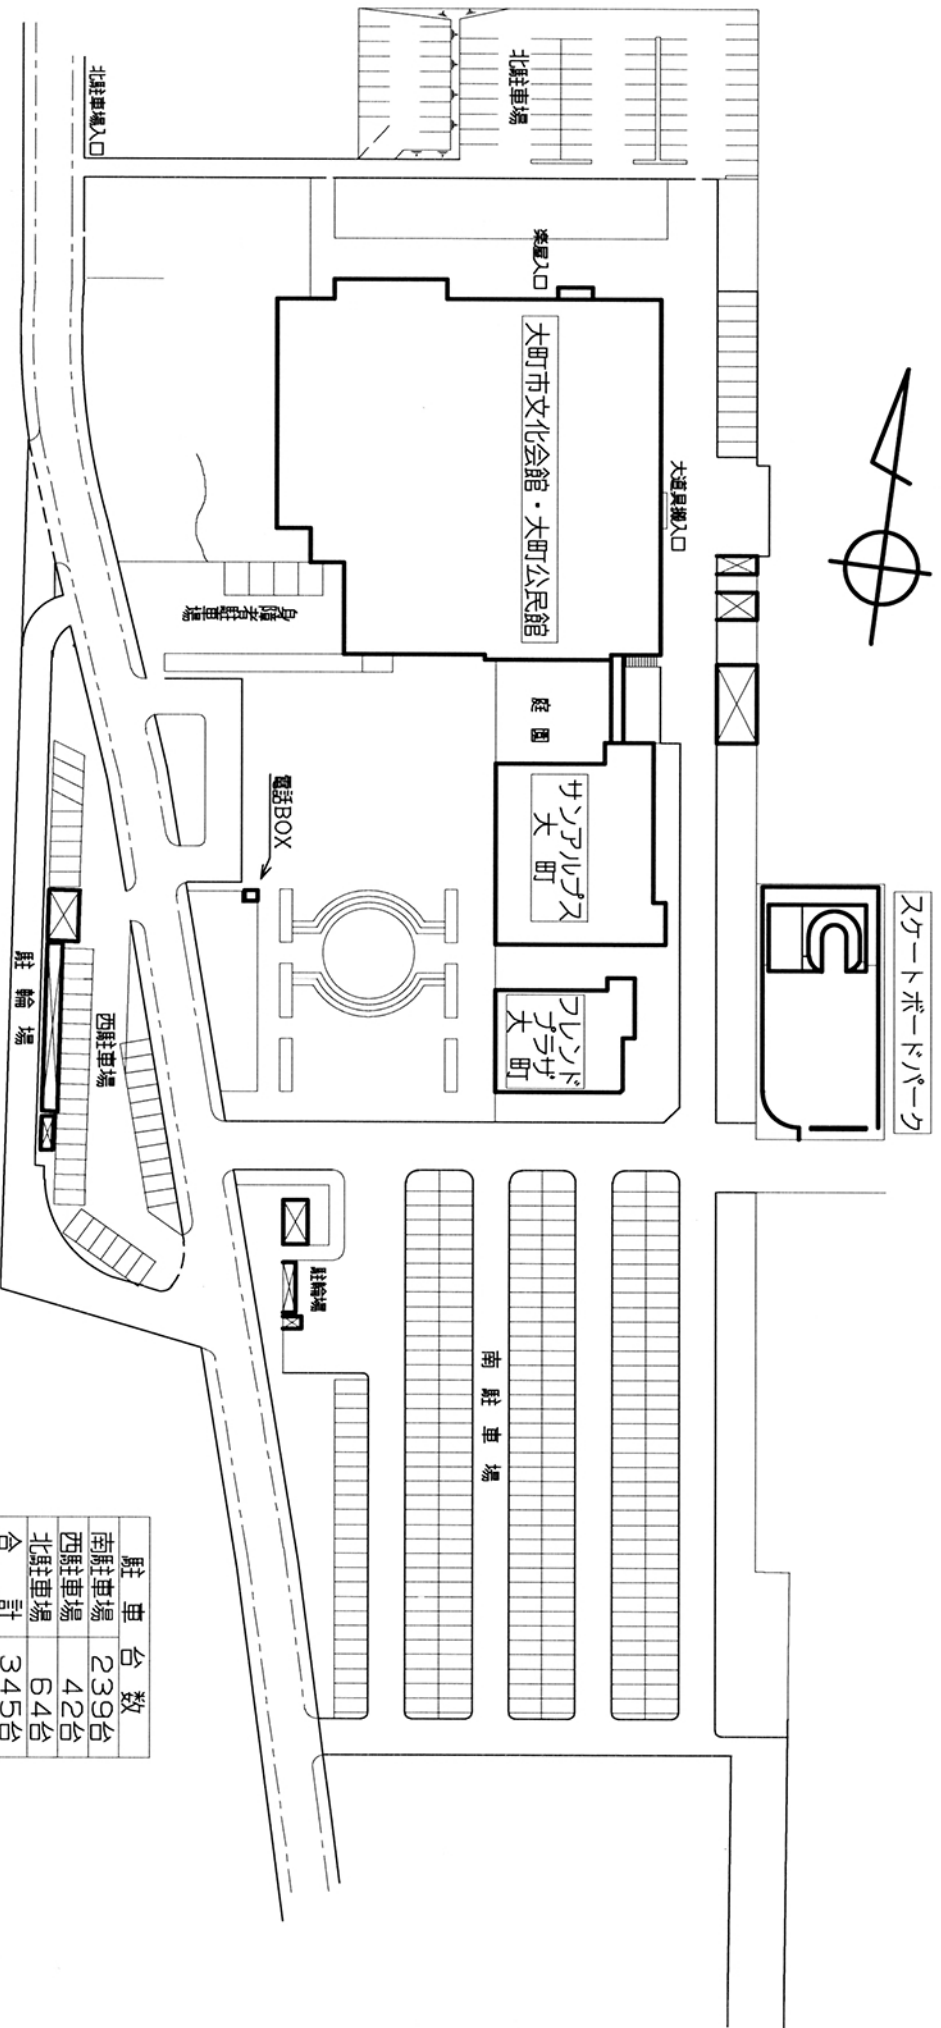 スケートボードパーク
北駐車場
北駐車場入口
楽屋入口
大町市文化会館・大町公民館
大道具搬入口
身障者駐車場
庭園
サンアルプス
大町
電話BOX
フレンド
プラザ
大町
西駐車場
駐輪場
駐輪場
南駐車場
駐車台数
南駐車場 239台
西駐車場 42台
北駐車場 64台
合計 345台